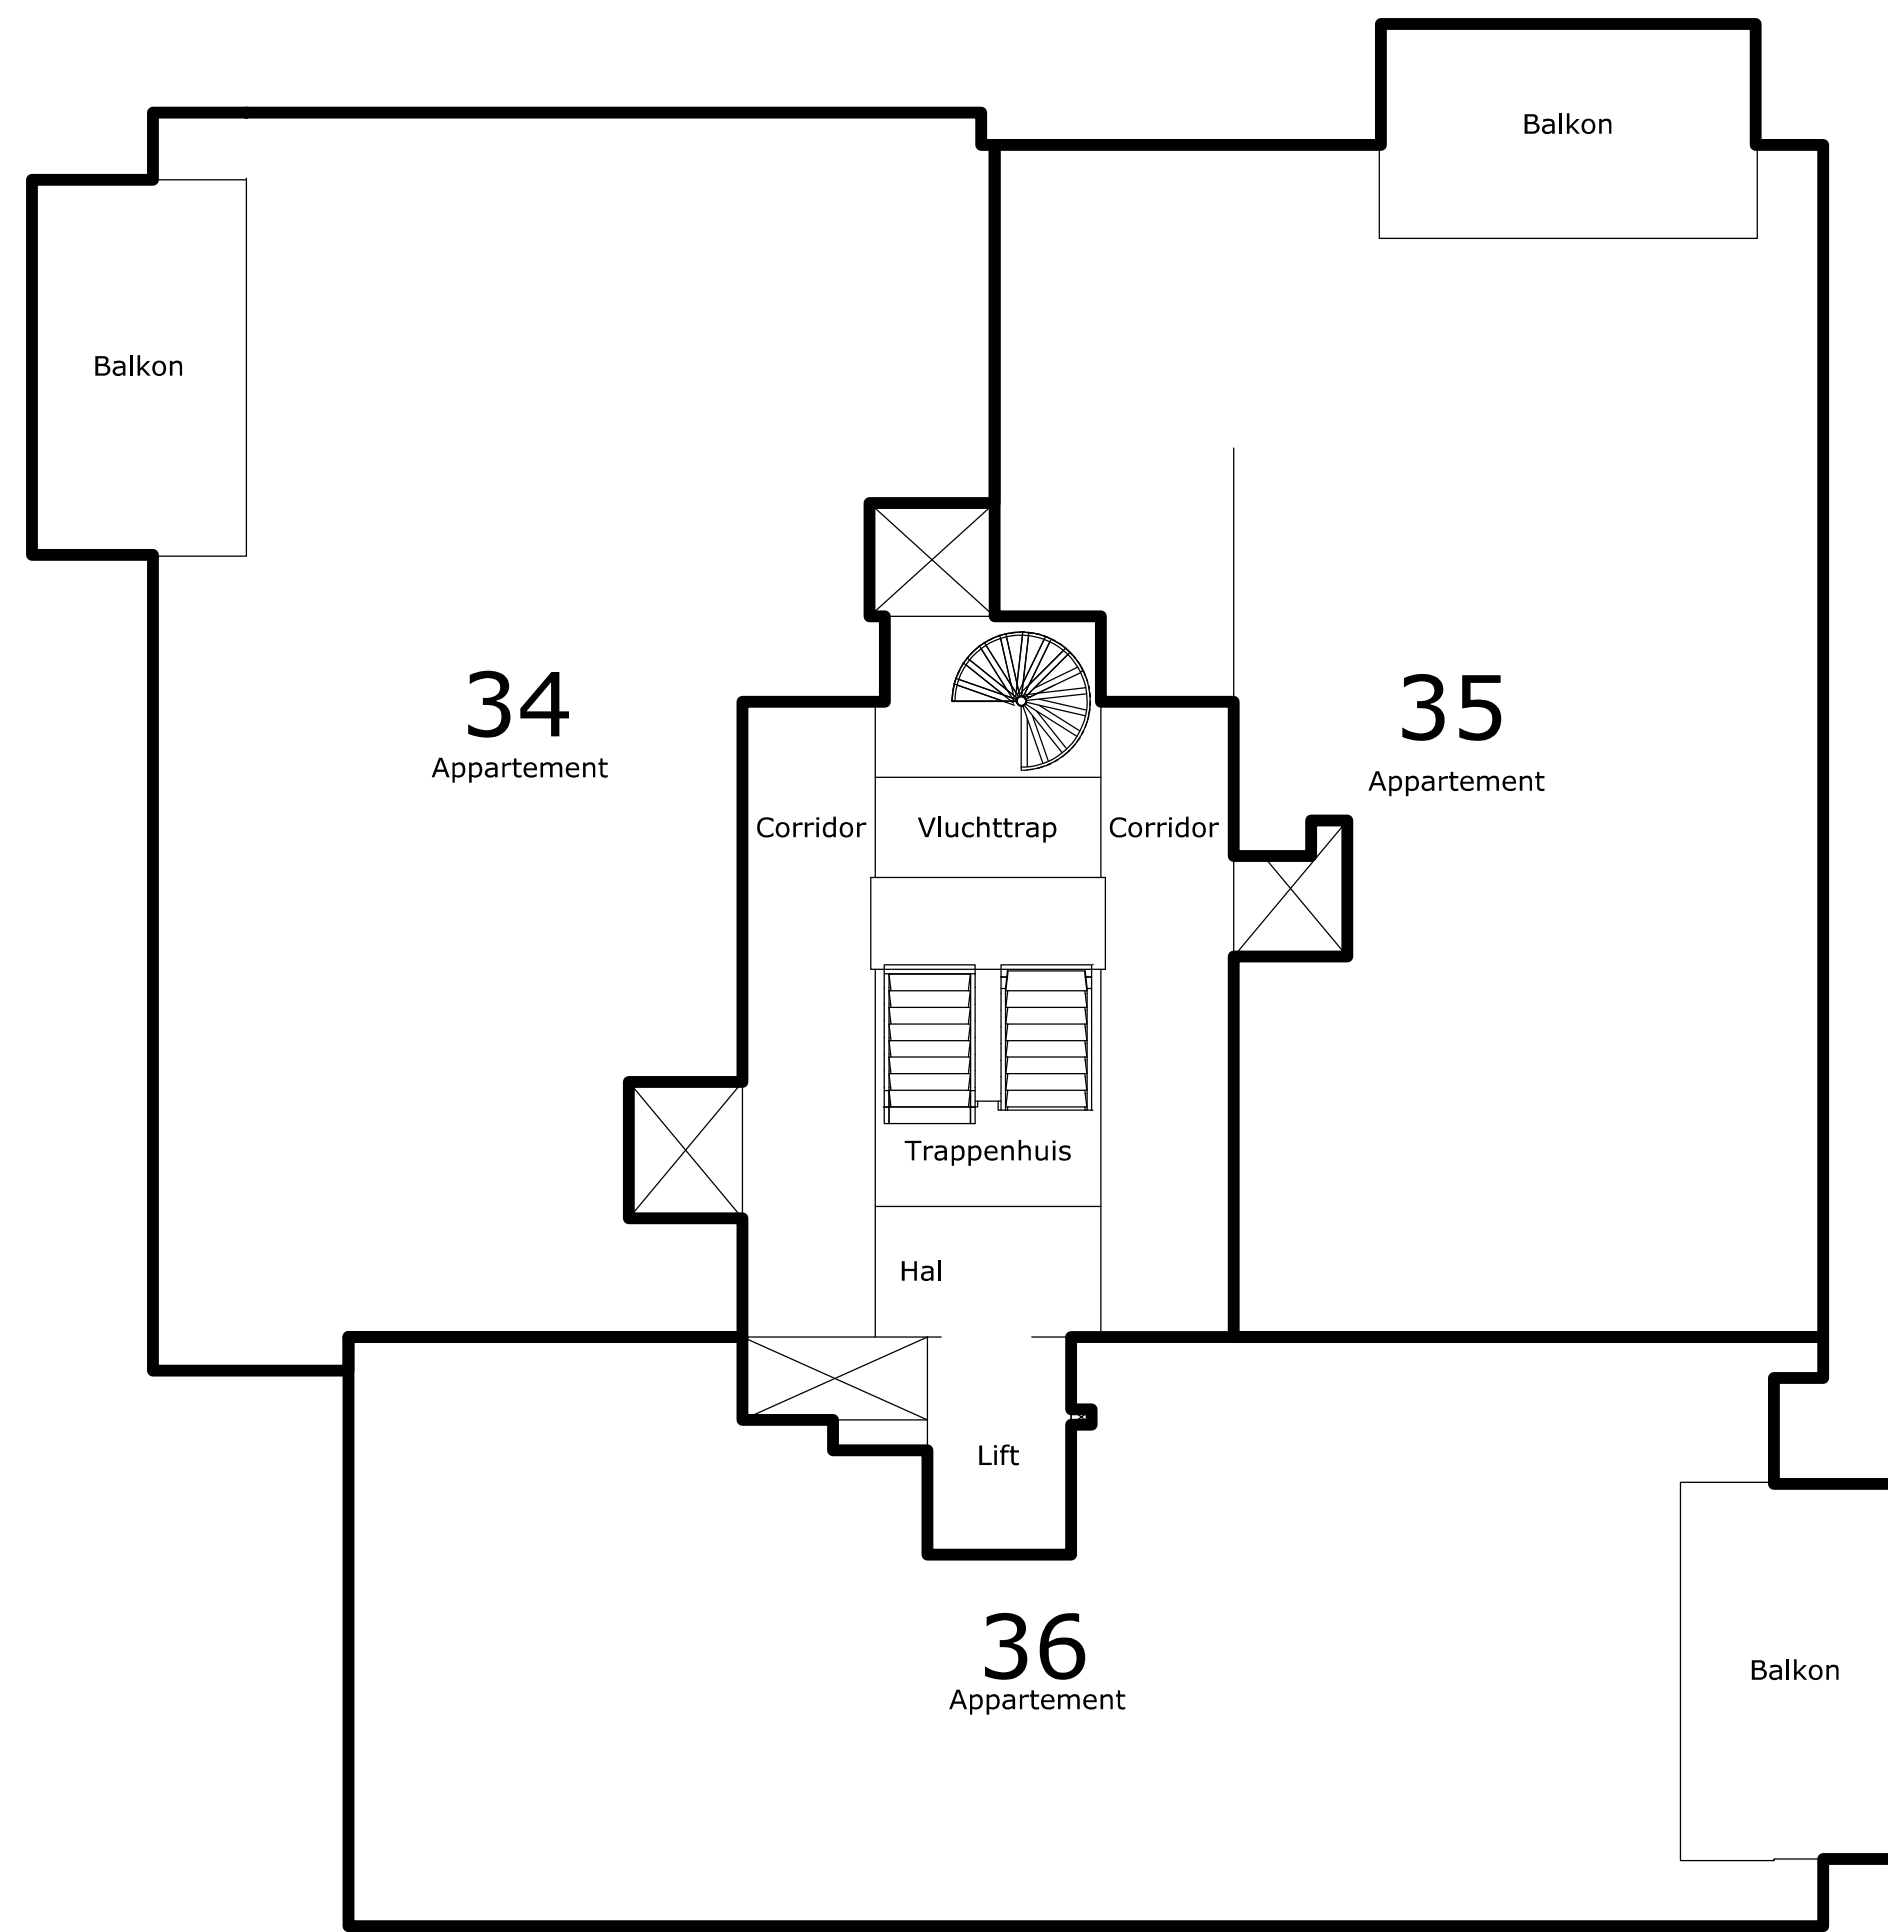 Balkon
Balkon
34
Appartement
35
Appartement
Corridor
Vluchttrap
Corridor
Trappenhuis
Hal
Lift
36
Appartement
Balkon